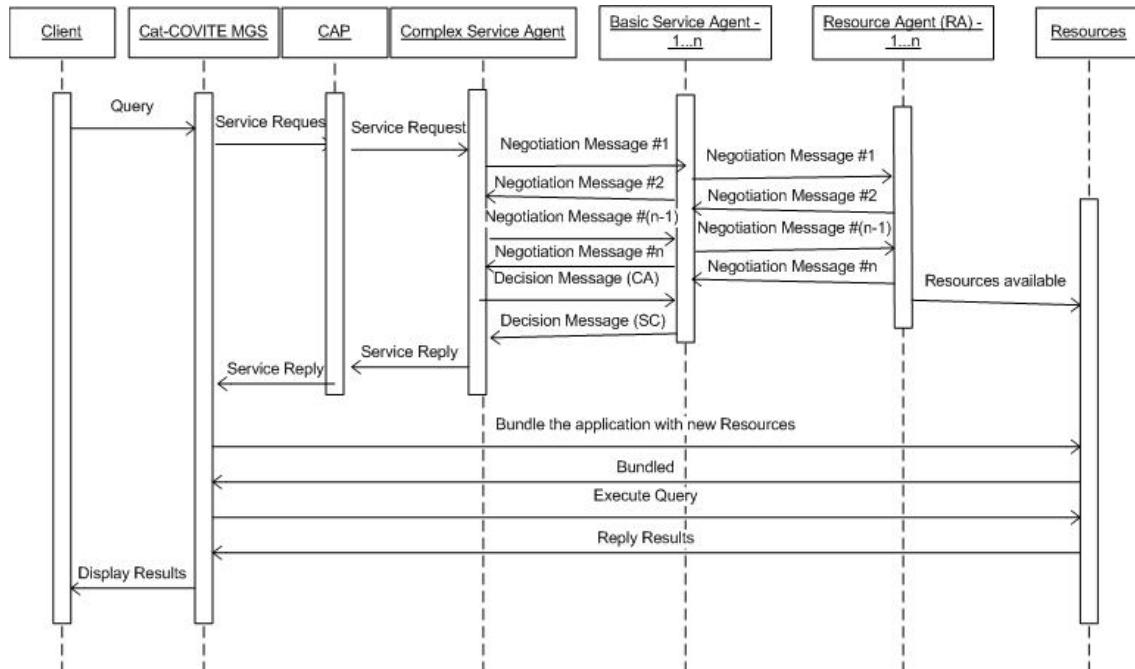 Client
Cat-COVITE MGS
CAP
Complex Service Agent
Basic Service Agent -
1...n
Resource Agent (RA) -
1...n
Resources
Query
Service Reques
Service Request
Negotiation Message #1
Negotiation Message #1
Negotiation Message #2
Negotiation Message #2
Negotiation Message #(n-1)
Negotiation Message #(n-1)
Negotiation Message #n
Negotiation Message #n
Decision Message (CA)
Resources available
Decision Message (SC)
Service Reply
Service Reply
Bundle the application with new Resources
Bundled
Execute Query
Reply Results
Display Results